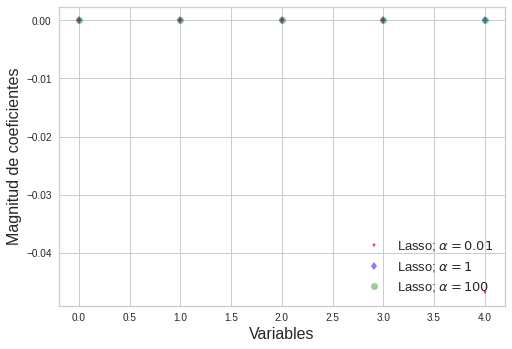 0.00
−0.01
−0.02
−0.03
−0.04
Magnitud de coeficientes
Lasso; α = 0.01
Lasso; α = 1
Lasso; α = 100
0.0 0.5 1.0 1.5 2.0 2.5 3.0 3.5 4.0
Variables